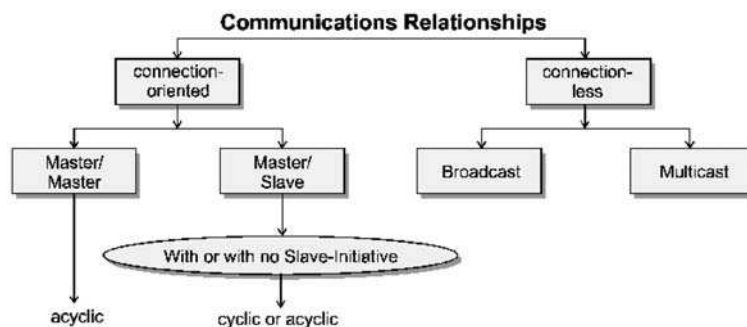 Communications Relationships
connection-
oriented
connection-
less
Master/
Master
Master/
Slave
Broadcast
Multicast
With or with no Slave-Initiative
acyclic
cyclic or acyclic